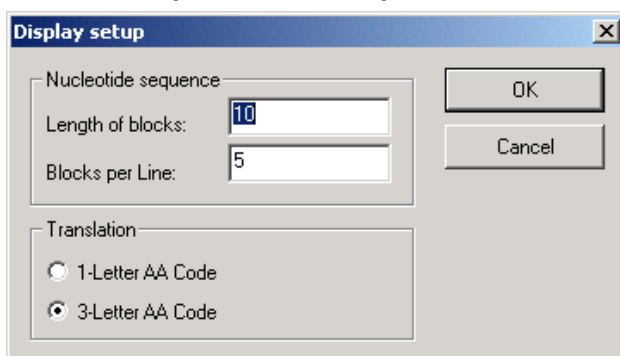 Display setup
Nucleotide sequence
Length of blocks: 10
Blocks per Line: 5
OK
Cancel
Translation
1-Letter AA Code
3-Letter AA Code